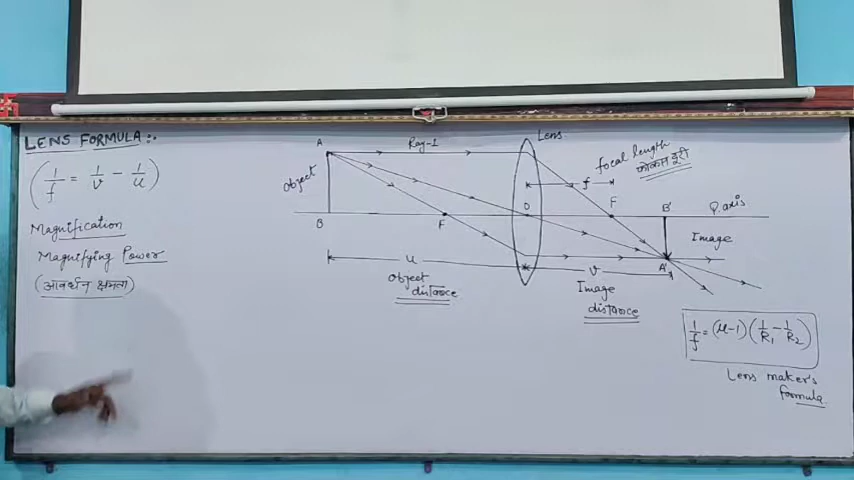 LENS FORMULA :-
(1/f = 1/v - 1/u)
Magnification
Magnifying Power
(आवर्धन क्षमता)
A
Ray-1
Lens
Object
focal length
फोकस दूरी
f
B
F
O
F
B'
P. axis
Image
A'
u
Object
distance
v
Image
distance
1/f = (μ-1) (1/R₁ - 1/R₂)
Lens maker's
formula